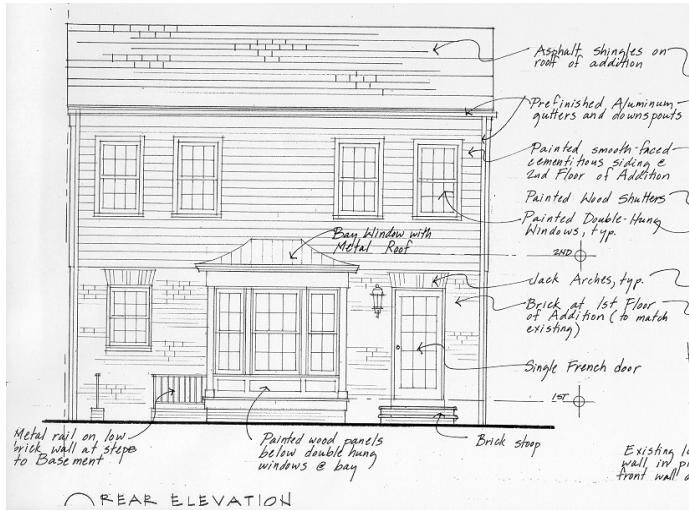 Asphalt shingles on
roof of addition
Prefinished, Aluminum
gutters and downspouts
Painted, smooth-faced
cementitious siding @
2nd Floor of Addition
Painted Wood Shutters
Painted Double-Hung
Windows, typ.
Bay Window with
Metal Roof
2ND
Jack Arches, typ.
Brick at 1st Floor
of Addition (to match
existing)
Single French door
1ST
Metal rail on low
brick wall at steps
to Basement
Painted wood panels
below double hung
windows @ bay
Brick stoop
Existing
wall in
front wall
REAR ELEVATION